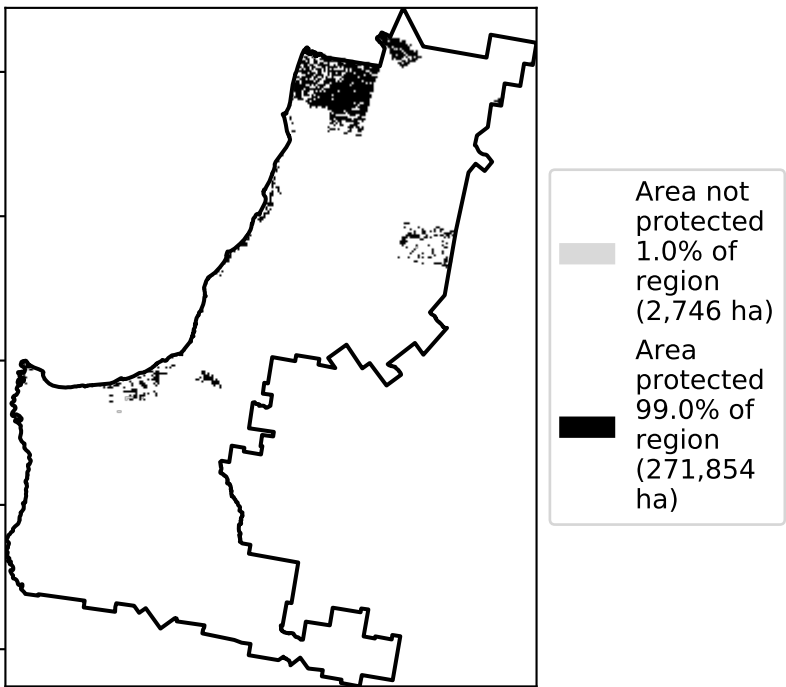 Area not
protected
1.0% of
region
(2,746 ha)
Area
protected
99.0% of
region
(271,854
ha)